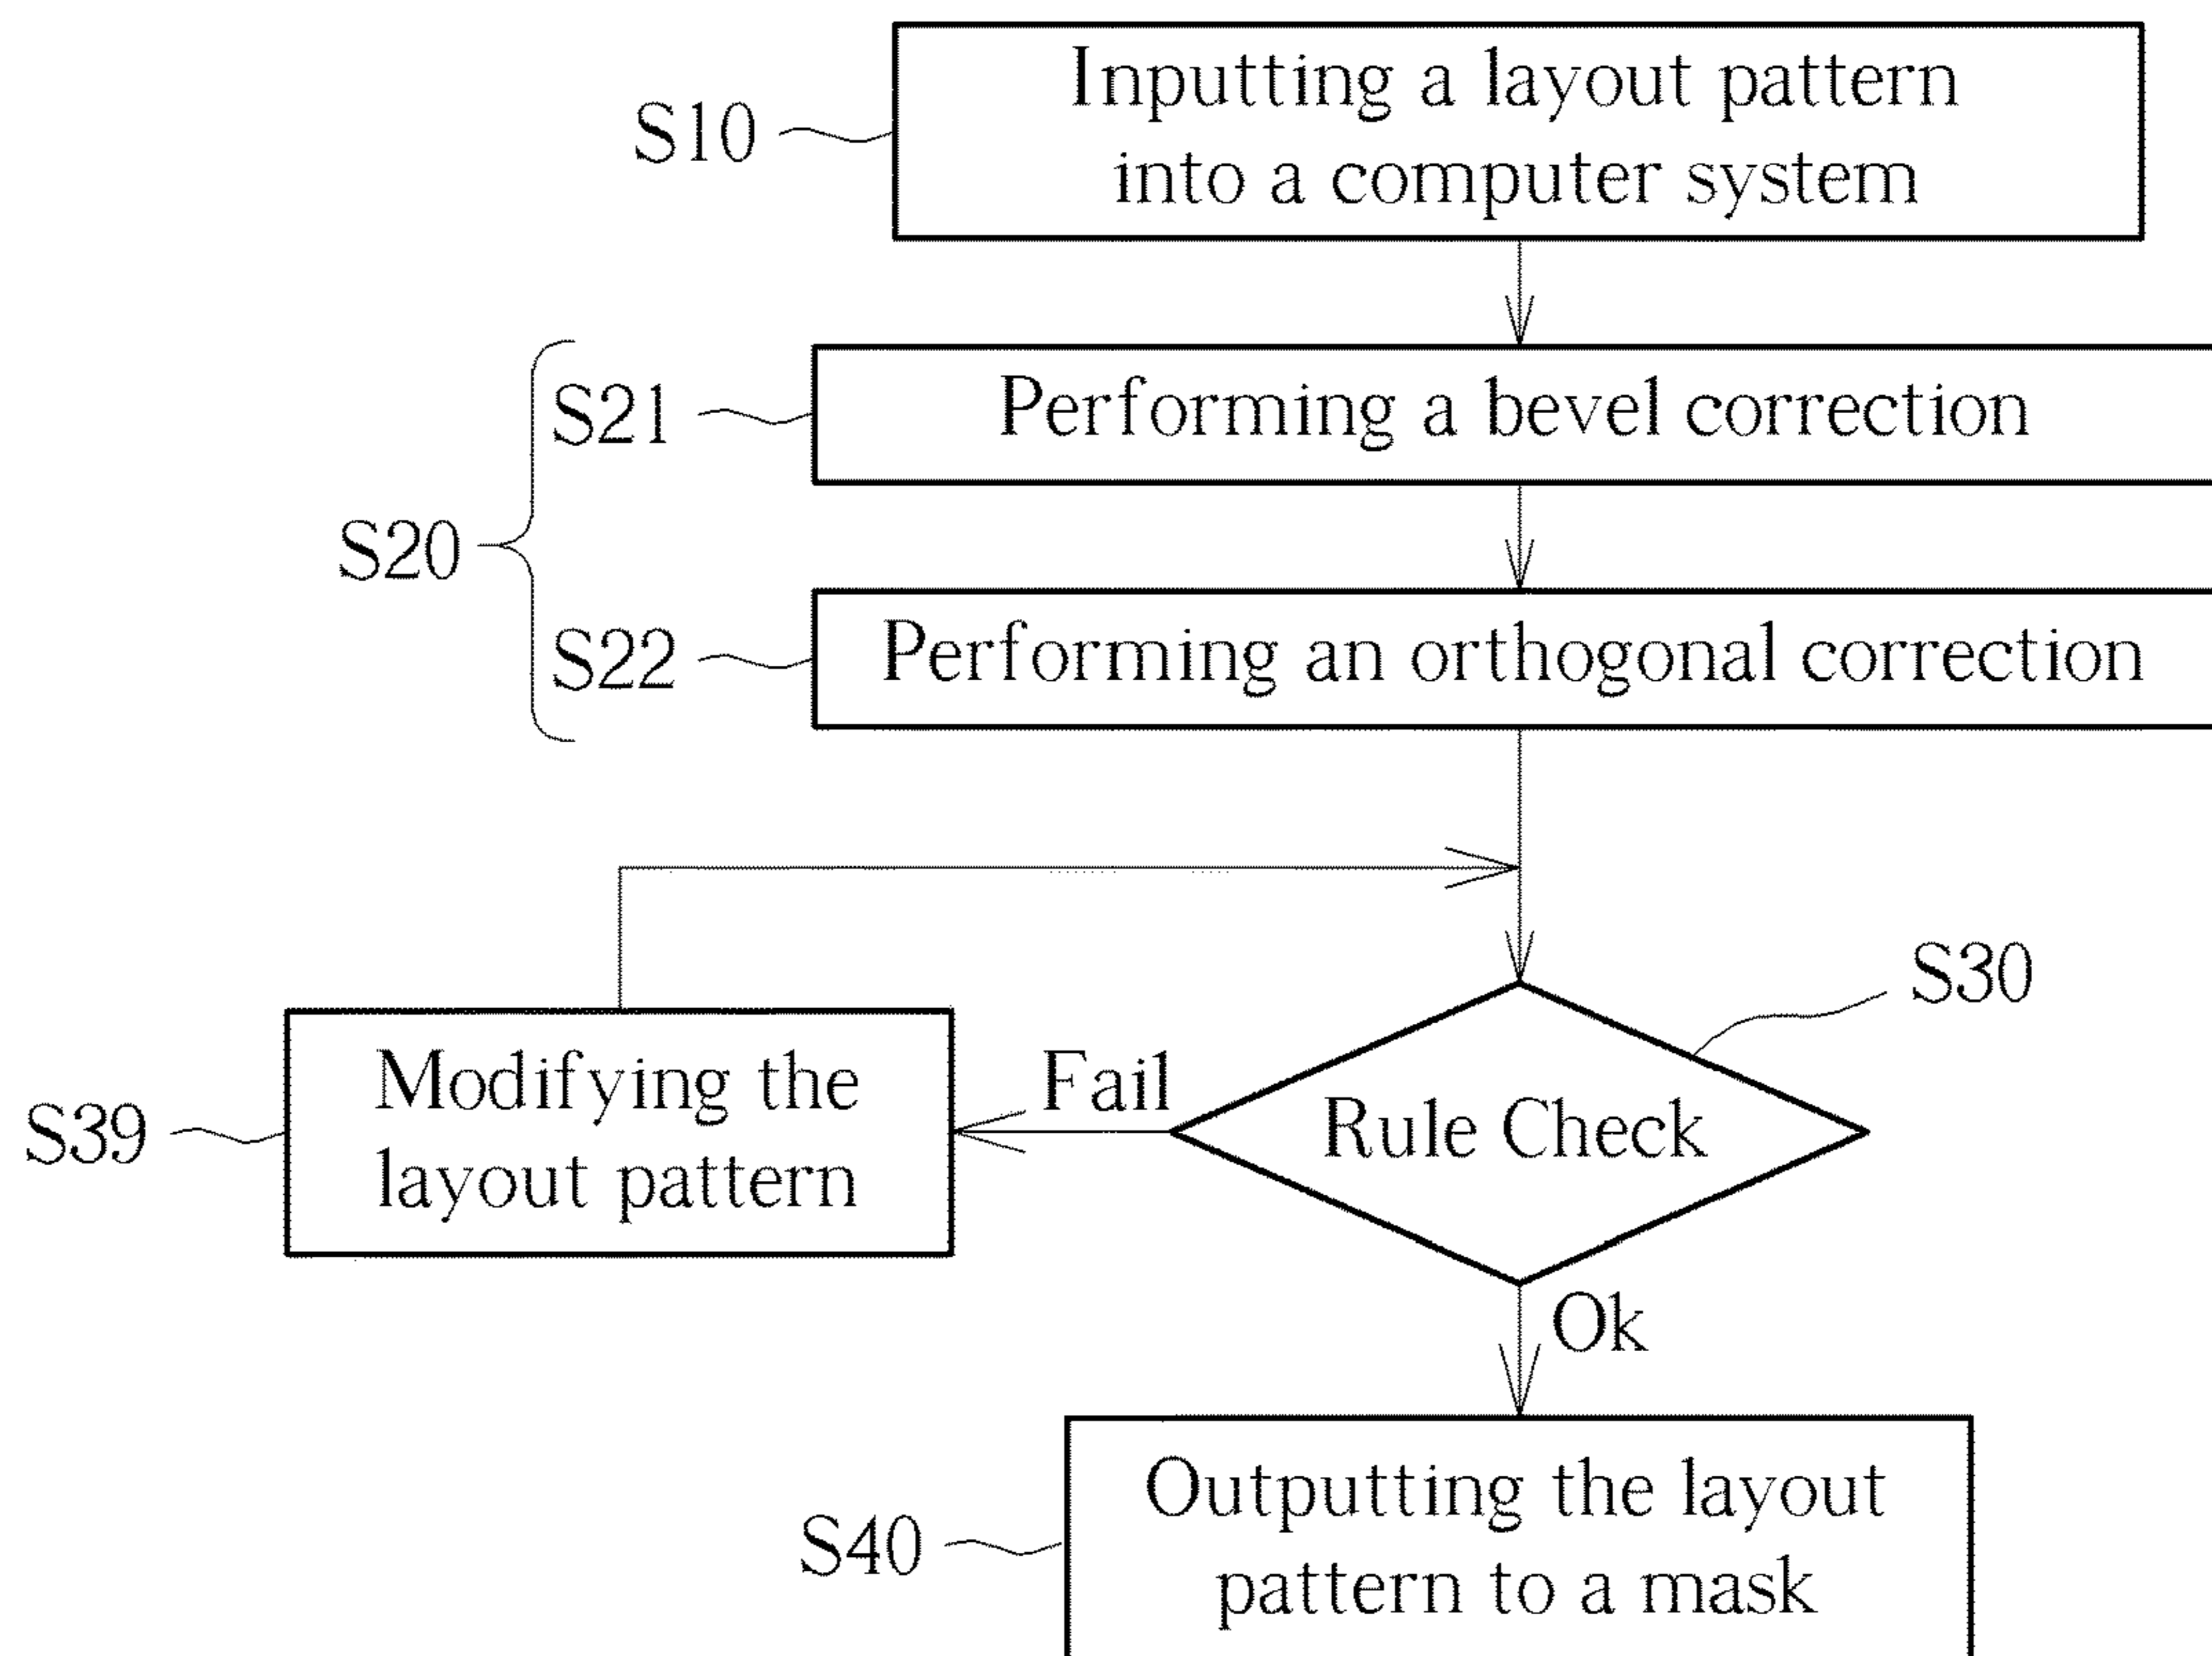 S10
Inputting a layout pattern
into a computer system
S20
S21
Performing a bevel correction
S22
Performing an orthogonal correction
S30
Rule Check
Fail
S39
Modifying the
layout pattern
Ok
S40
Outputting the layout
pattern to a mask